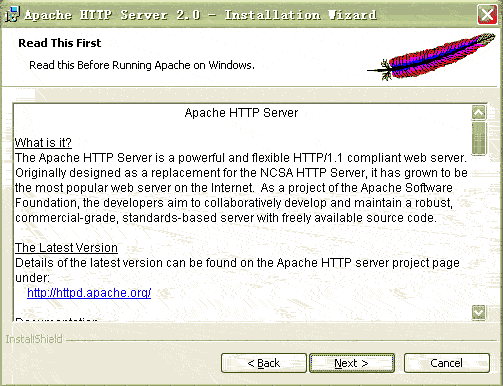 Apache HTTP Server 2.0 - Installation Wizard
Read This First
Read this Before Running Apache on Windows.
Apache HTTP Server
What is it?
The Apache HTTP Server is a powerful and flexible HTTP/1.1 compliant web server.
Originally designed as a replacement for the NCSA HTTP Server, it has grown to be
the most popular web server on the Internet.  As a project of the Apache Software
Foundation, the developers aim to collaboratively develop and maintain a robust,
commercial-grade, standards-based server with freely available source code.
The Latest Version
Details of the latest version can be found on the Apache HTTP server project page
under:
http://httpd.apache.org/
Documentation
InstallShield
< Back
Next >
Cancel